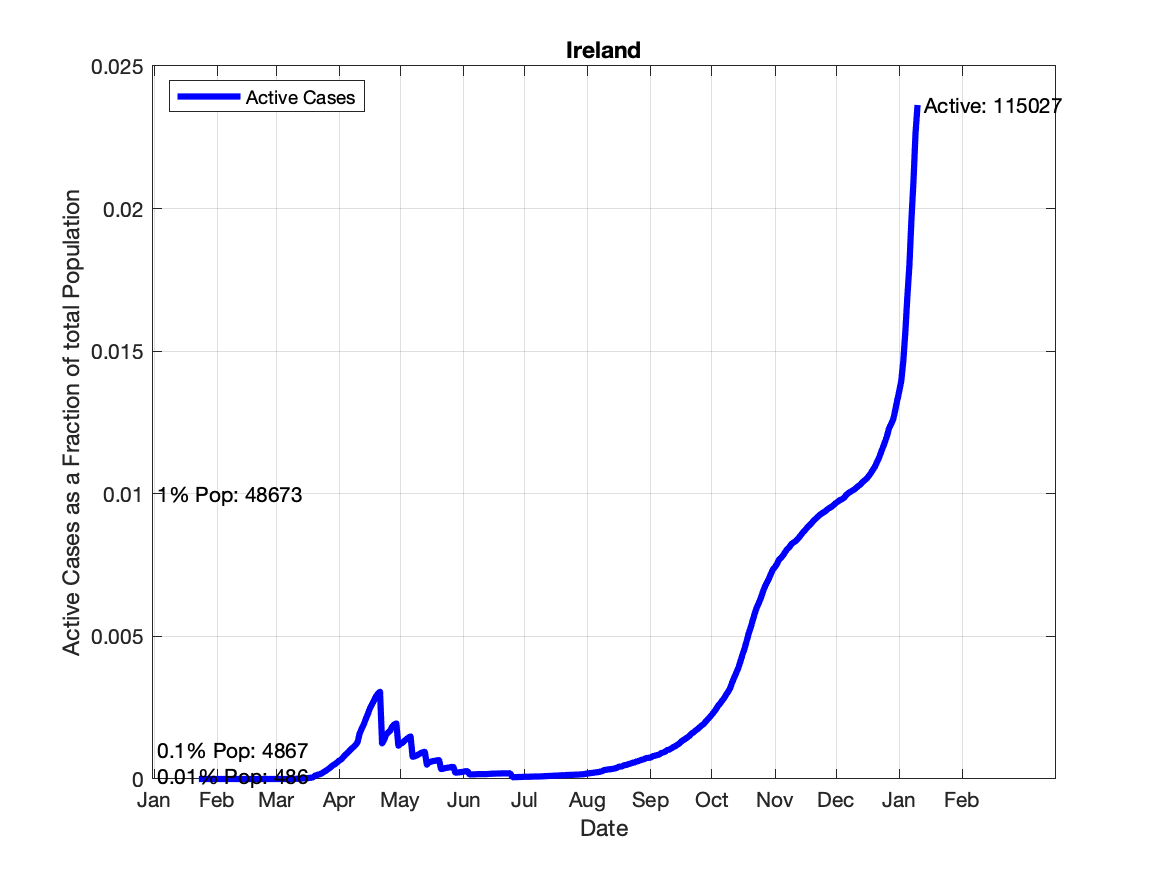 Ireland
0.025
Active Cases
Active: 115027
0.02
0.015
0.01
1% Pop: 48673
0.005
0.1% Pop: 4867
0
0.01% Pop: 486
Active Cases as a Fraction of total Population
Jan Feb Mar Apr May Jun Jul Aug Sep Oct Nov Dec Jan Feb
Date